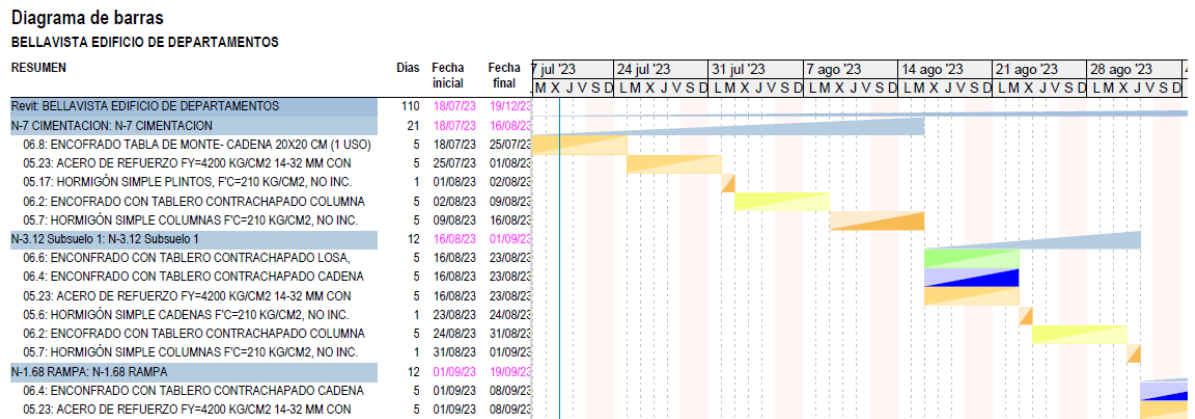 Diagrama de barras
BELLAVISTA EDIFICIO DE DEPARTAMENTOS
RESUMEN Días Fecha inicial Fecha final 7 jul '23 24 jul '23 31 jul '23 7 ago '23 14 ago '23 21 ago '23 28 ago '23 4
M X J V S D L M X J V S D L M X J V S D L M X J V S D L M X J V S D L M X J V S D L M X J V S D
Revit: BELLAVISTA EDIFICIO DE DEPARTAMENTOS 110 18/07/23 19/12/23
N-7 CIMENTACION: N-7 CIMENTACION 21 18/07/23 16/08/23
06.8: ENCOFRADO TABLA DE MONTE- CADENA 20X20 CM (1 USO) 5 18/07/23 25/07/23
05.23: ACERO DE REFUERZO FY=4200 KG/CM2 14-32 MM CON 5 25/07/23 01/08/23
05.17: HORMIGÓN SIMPLE PLINTOS, F'C=210 KG/CM2, NO INC. 1 01/08/23 02/08/23
06.2: ENCOFRADO CON TABLERO CONTRACHAPADO COLUMNA 5 02/08/23 09/08/23
05.7: HORMIGÓN SIMPLE COLUMNAS F'C=210 KG/CM2, NO INC. 5 09/08/23 16/08/23
N-3.12 Subsuelo 1: N-3.12 Subsuelo 1 12 16/08/23 01/09/23
06.6: ENCONFRADO CON TABLERO CONTRACHAPADO LOSA, 5 16/08/23 23/08/23
06.4: ENCONFRADO CON TABLERO CONTRACHAPADO CADENA 5 16/08/23 23/08/23
05.23: ACERO DE REFUERZO FY=4200 KG/CM2 14-32 MM CON 5 16/08/23 23/08/23
05.6: HORMIGÓN SIMPLE CADENAS F'C=210 KG/CM2, NO INC. 1 23/08/23 24/08/23
06.2: ENCOFRADO CON TABLERO CONTRACHAPADO COLUMNA 5 24/08/23 31/08/23
05.7: HORMIGÓN SIMPLE COLUMNAS F'C=210 KG/CM2, NO INC. 1 31/08/23 01/09/23
N-1.68 RAMPA: N-1.68 RAMPA 12 01/09/23 19/09/23
06.4: ENCONFRADO CON TABLERO CONTRACHAPADO CADENA 5 01/09/23 08/09/23
05.23: ACERO DE REFUERZO FY=4200 KG/CM2 14-32 MM CON 5 01/09/23 08/09/23